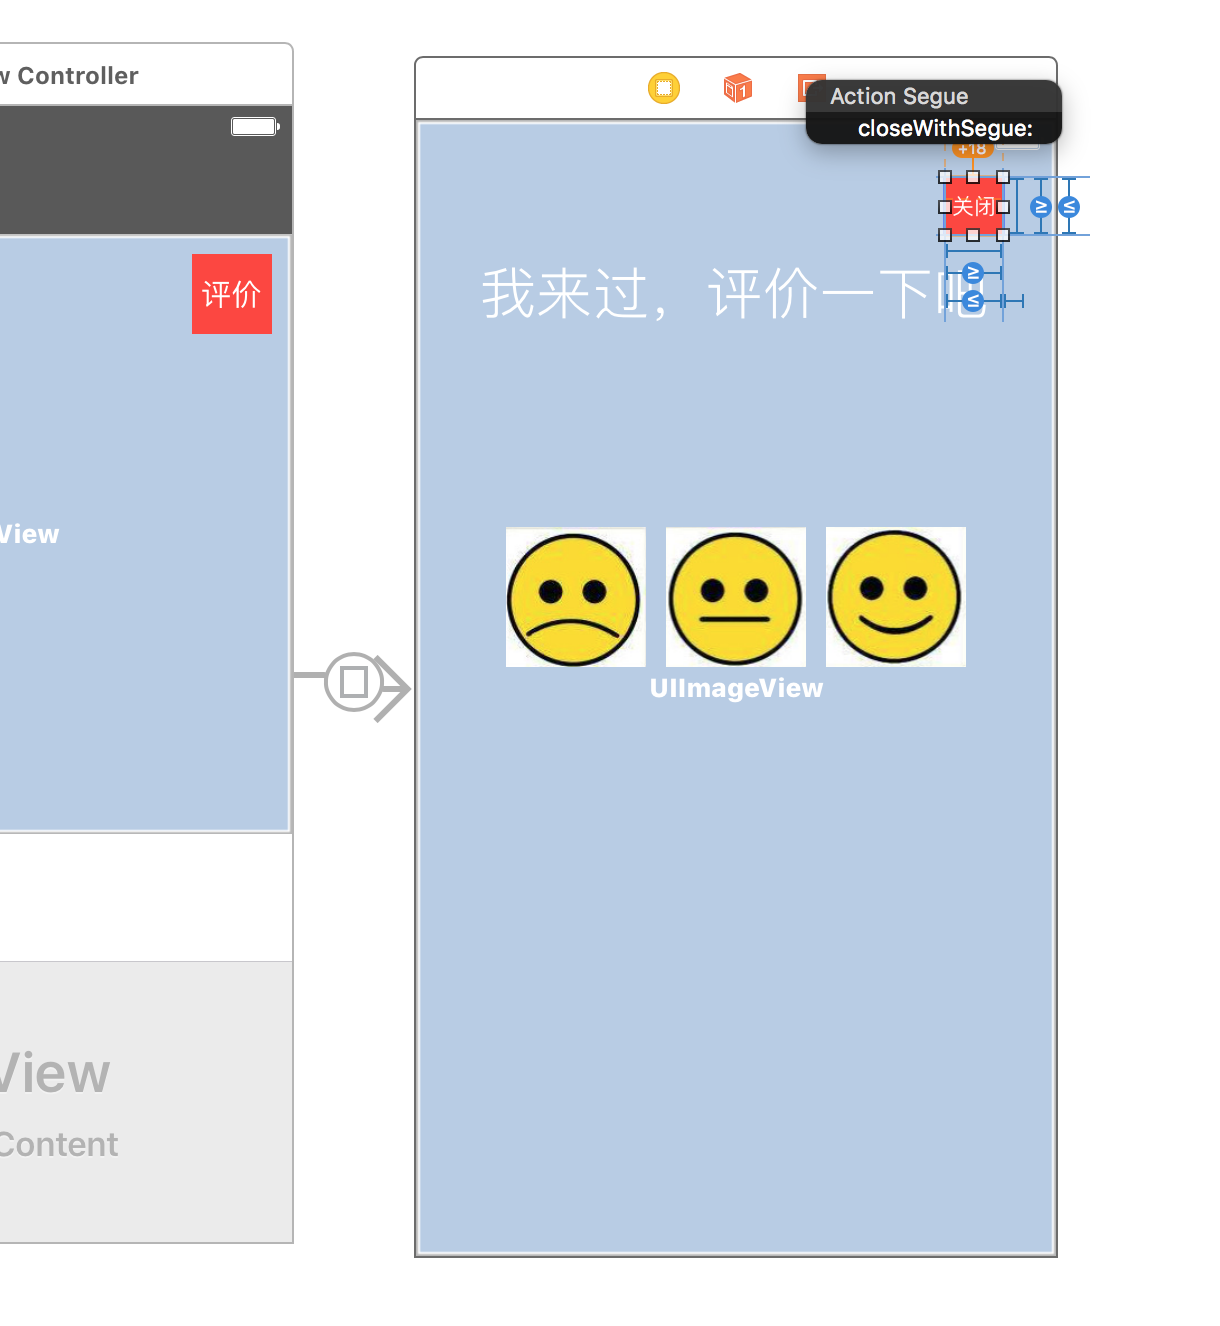 w Controller
Action Segue
closeWithSegue:
+18
关闭
≥
≤
评价
我来过，评价一下吧
≥
≤
View
UIImageView
View
Content